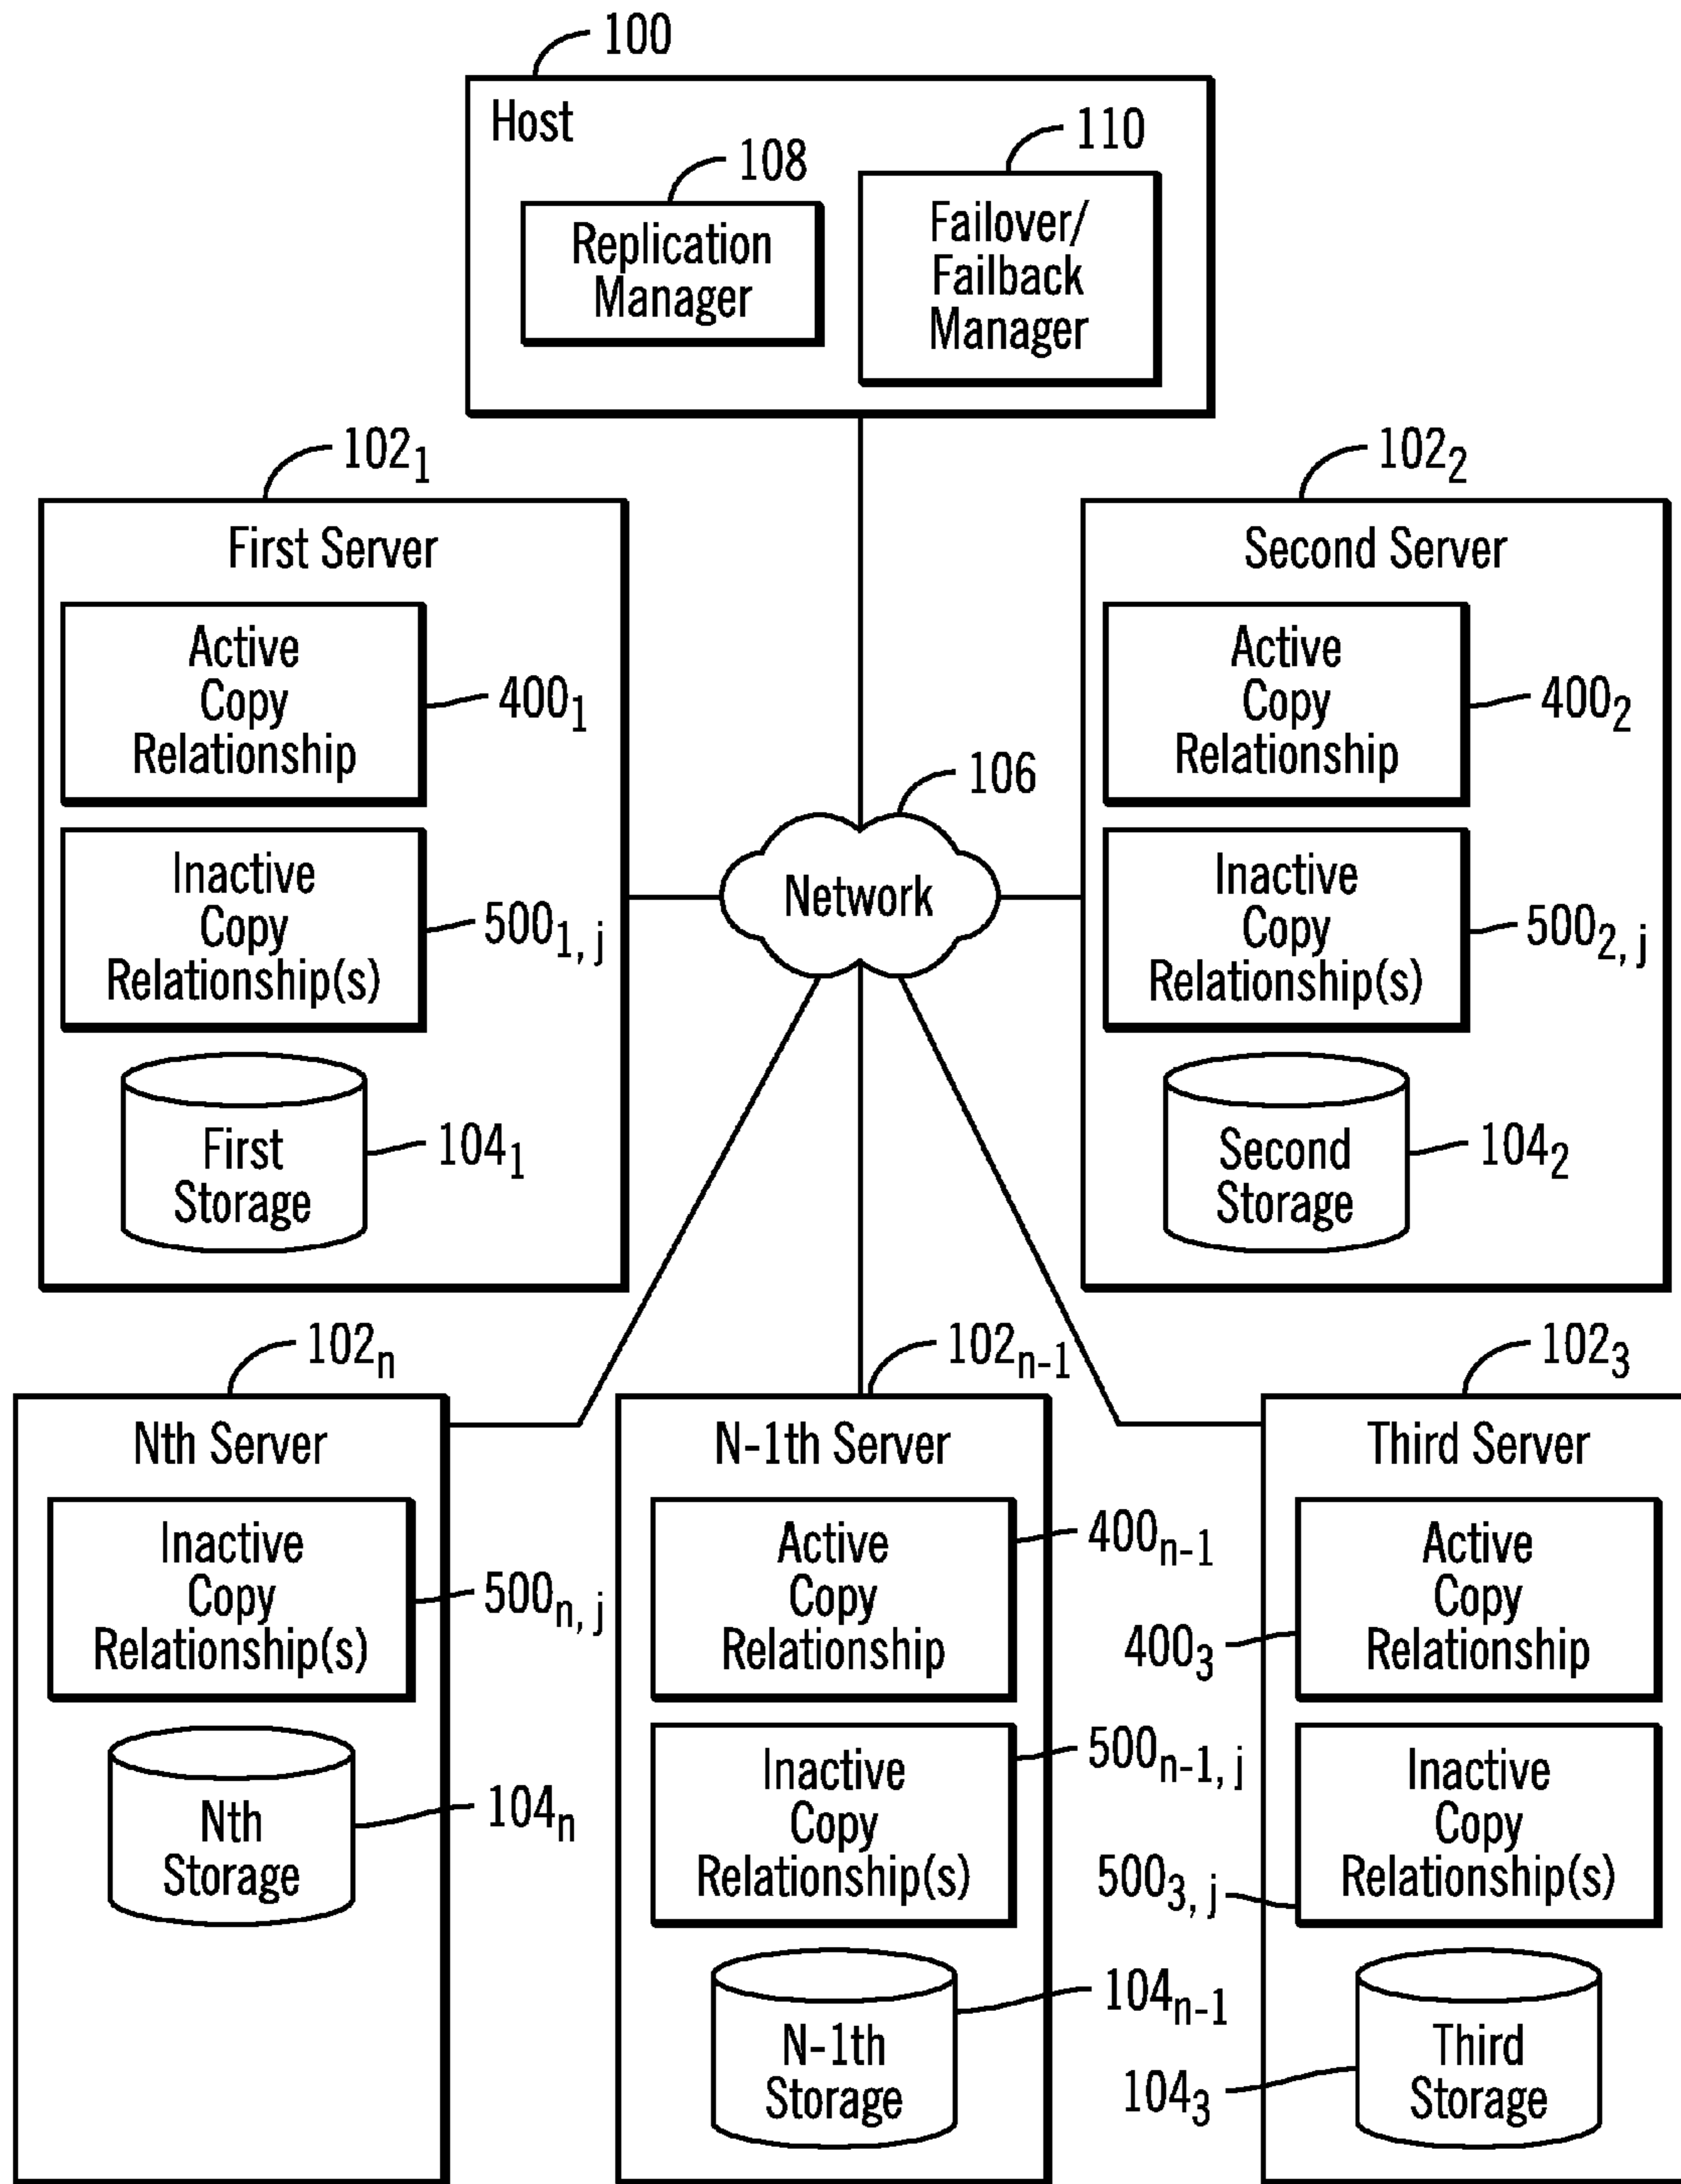 100
Host
108
110
Replication
Manager
Failover/
Failback
Manager
102₁
First Server
Active
Copy
Relationship
400₁
Inactive
Copy
Relationship(s)
500₁,ⱼ
First
Storage
104₁
102₂
Second Server
Active
Copy
Relationship
400₂
Inactive
Copy
Relationship(s)
500₂,ⱼ
Second
Storage
104₂
106
Network
102ₙ
Nth Server
Inactive
Copy
Relationship(s)
500ₙ,ⱼ
Nth
Storage
104ₙ
102ₙ₋₁
N-1th Server
Active
Copy
Relationship
400ₙ₋₁
Inactive
Copy
Relationship(s)
500ₙ₋₁,ⱼ
N-1th
Storage
104ₙ₋₁
102₃
Third Server
Active
Copy
Relationship
400₃
Inactive
Copy
Relationship(s)
500₃,ⱼ
Third
Storage
104₃